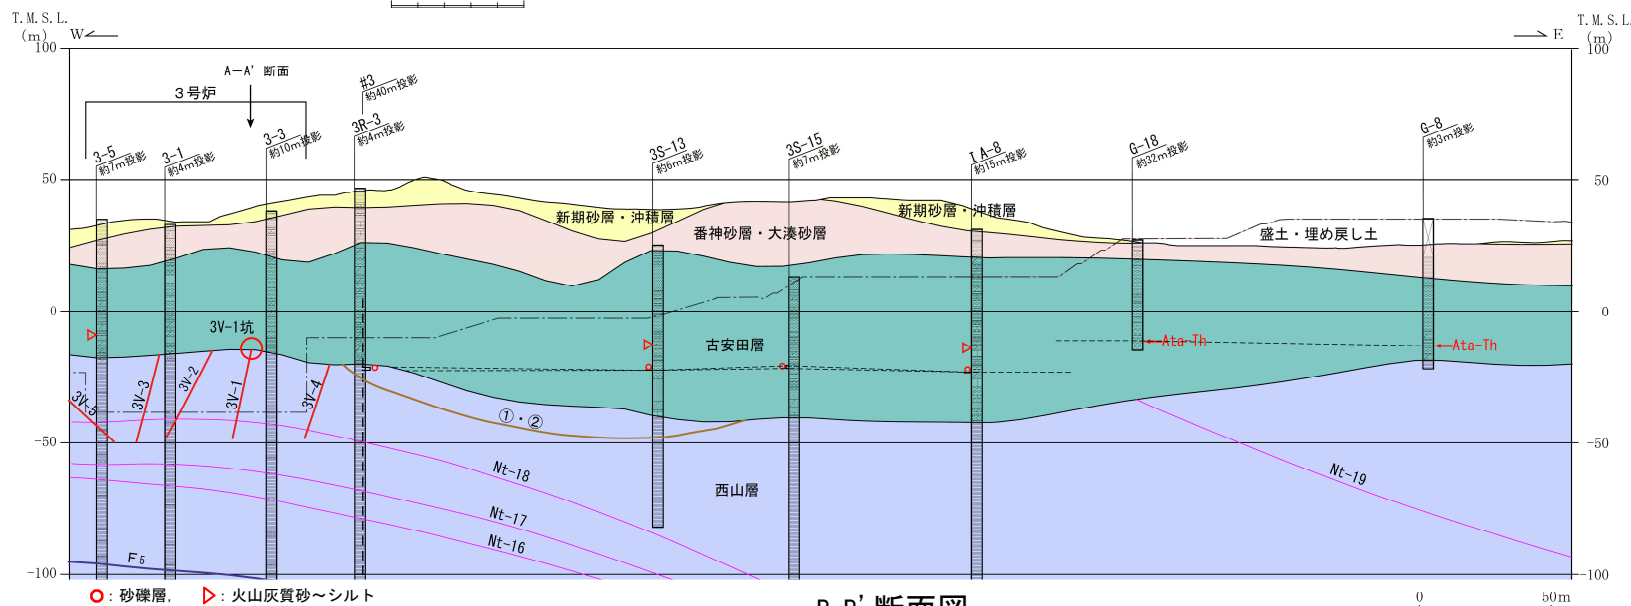 T.M.S.L.
(m)
W
E
T.M.S.L.
(m)
100
50
0
-50
-100
100
50
0
-50
-100
A-A' 断面
3号炉
3-5
約7m投影
3-1
約4m投影
3-3
約10m投影
#3
約40m投影
3R-3
約4m投影
3S-13
約6m投影
3S-15
約7m投影
IA-8
約15m投影
G-18
約32m投影
G-8
約3m投影
新期砂層・沖積層
新期砂層・沖積層
番神砂層・大湊砂層
盛土・埋め戻し土
3V-1坑
古安田層
Ata-Th
Ata-Th
3V-5
3V-3
3V-2
3V-1
3V-4
①・②
Nt-18
Nt-17
Nt-16
西山層
Nt-19
F5
：砂礫層,
：火山灰質砂～シルト
B-B' 断面図
0
50m